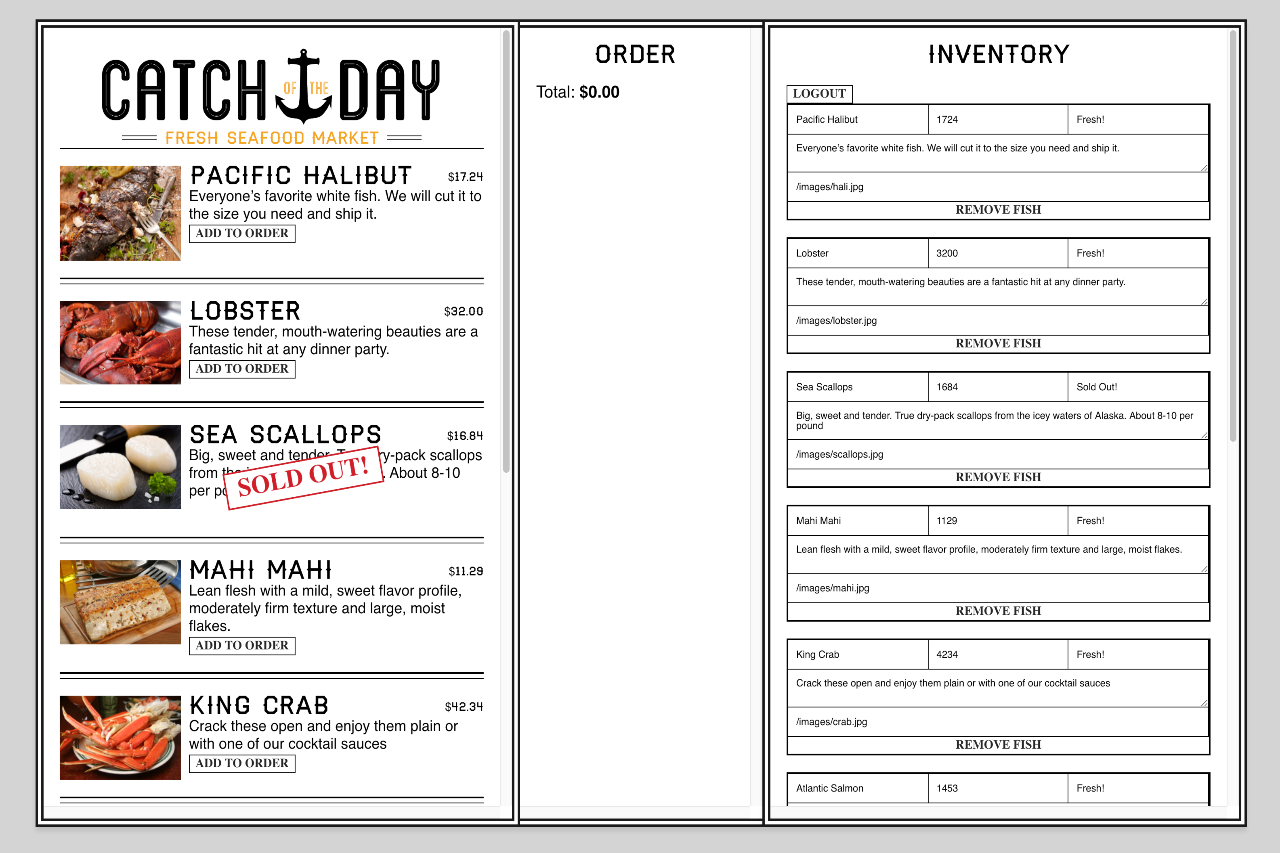 CATCH OF THE DAY
FRESH SEAFOOD MARKET
PACIFIC HALIBUT
$17.24
Everyone's favorite white fish. We will cut it to
the size you need and ship it.
ADD TO ORDER
LOBSTER
$32.00
These tender, mouth-watering beauties are a
fantastic hit at any dinner party.
ADD TO ORDER
SEA SCALLOPS
$16.84
Big, sweet and tender. dry-pack scallops
from About 8-10
per
SOLD OUT!
MAHI MAHI
$11.29
Lean flesh with a mild, sweet flavor profile,
moderately firm texture and large, moist
flakes.
ADD TO ORDER
KING CRAB
$42.34
Crack these open and enjoy them plain or
with one of our cocktail sauces
ADD TO ORDER
ORDER
Total: $0.00
INVENTORY
LOGOUT
Pacific Halibut
1724
Fresh!
Everyone's favorite white fish. We will cut it to the size you need and ship it.
/images/hali.jpg
REMOVE FISH
Lobster
3200
Fresh!
These tender, mouth-watering beauties are a fantastic hit at any dinner party.
/images/lobster.jpg
REMOVE FISH
Sea Scallops
1684
Sold Out!
Big, sweet and tender. True dry-pack scallops from the icey waters of Alaska. About 8-10 per
pound
/images/scallops.jpg
REMOVE FISH
Mahi Mahi
1129
Fresh!
Lean flesh with a mild, sweet flavor profile, moderately firm texture and large, moist flakes.
/images/mahi.jpg
REMOVE FISH
King Crab
4234
Fresh!
Crack these open and enjoy them plain or with one of our cocktail sauces
/images/crab.jpg
REMOVE FISH
Atlantic Salmon
1453
Fresh!